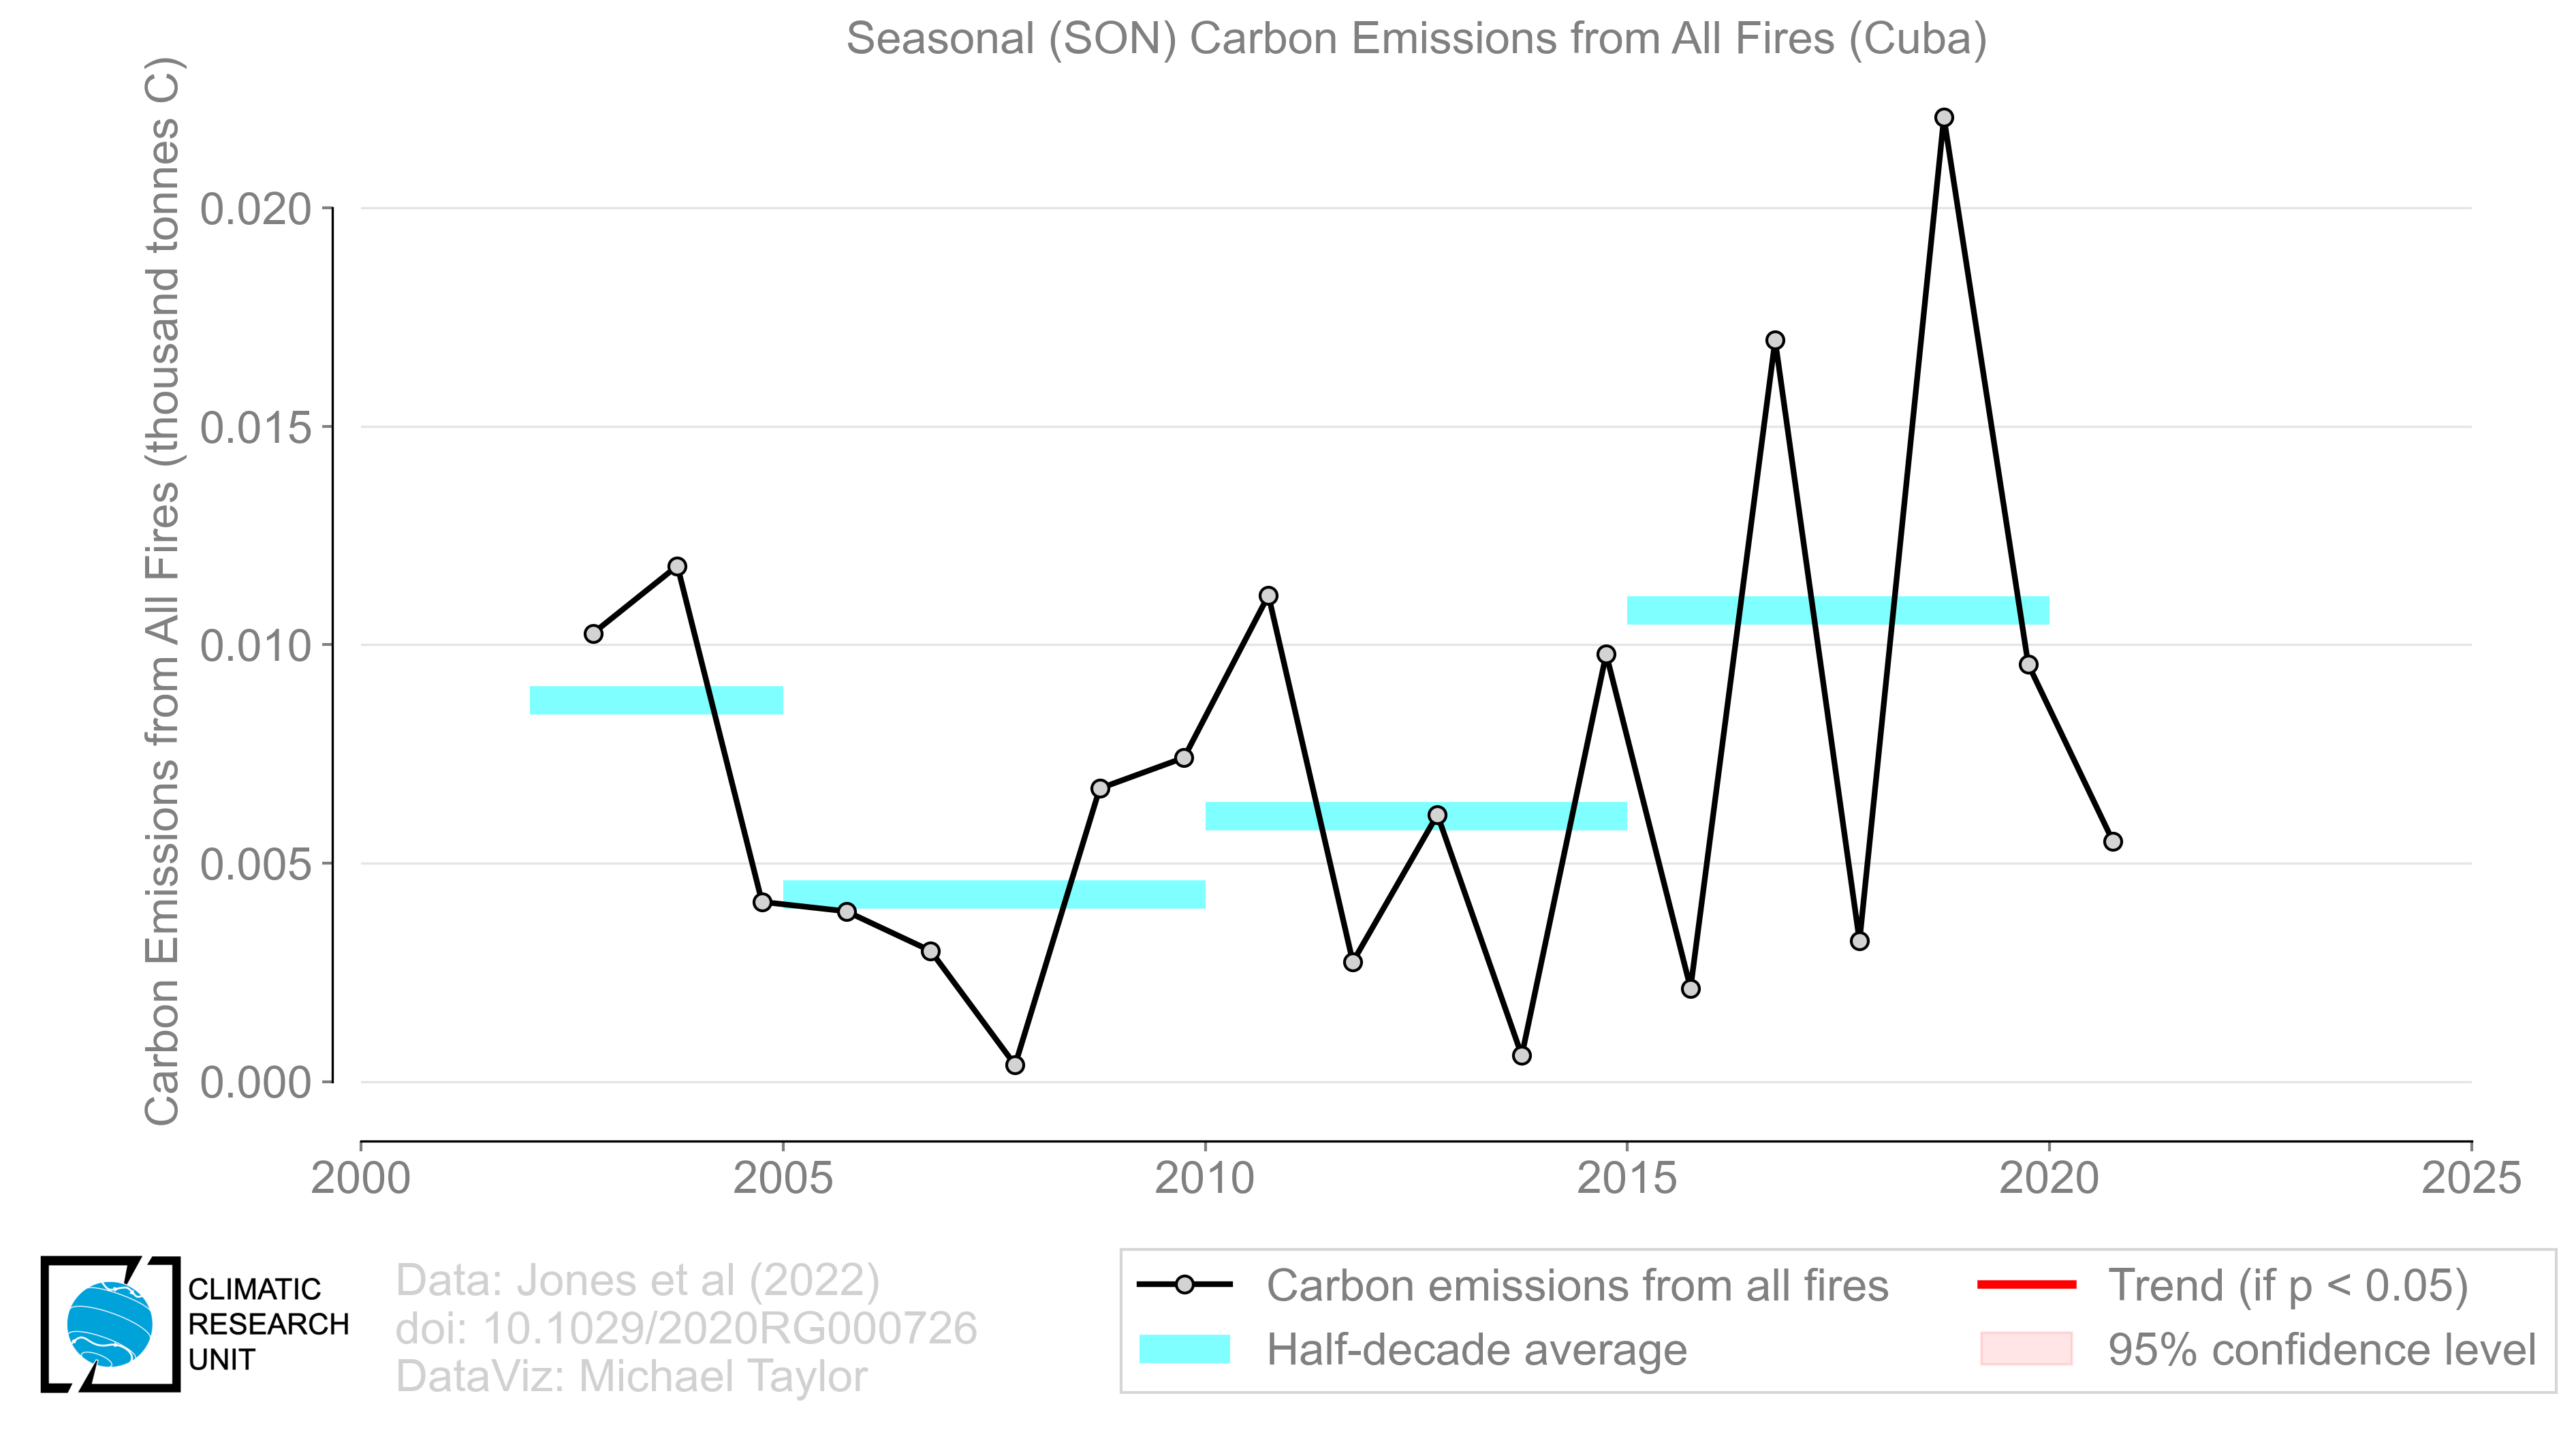 Seasonal (SON) Carbon Emissions from All Fires (Cuba)
Carbon Emissions from All Fires (thousand tonnes C)
0.020
0.015
0.010
0.005
0.000
2000
2005
2010
2015
2020
2025
CLIMATIC
RESEARCH
UNIT
Data: Jones et al (2022)
doi: 10.1029/2020RG000726
DataViz: Michael Taylor
Carbon emissions from all fires
Half-decade average
Trend (if p < 0.05)
95% confidence level